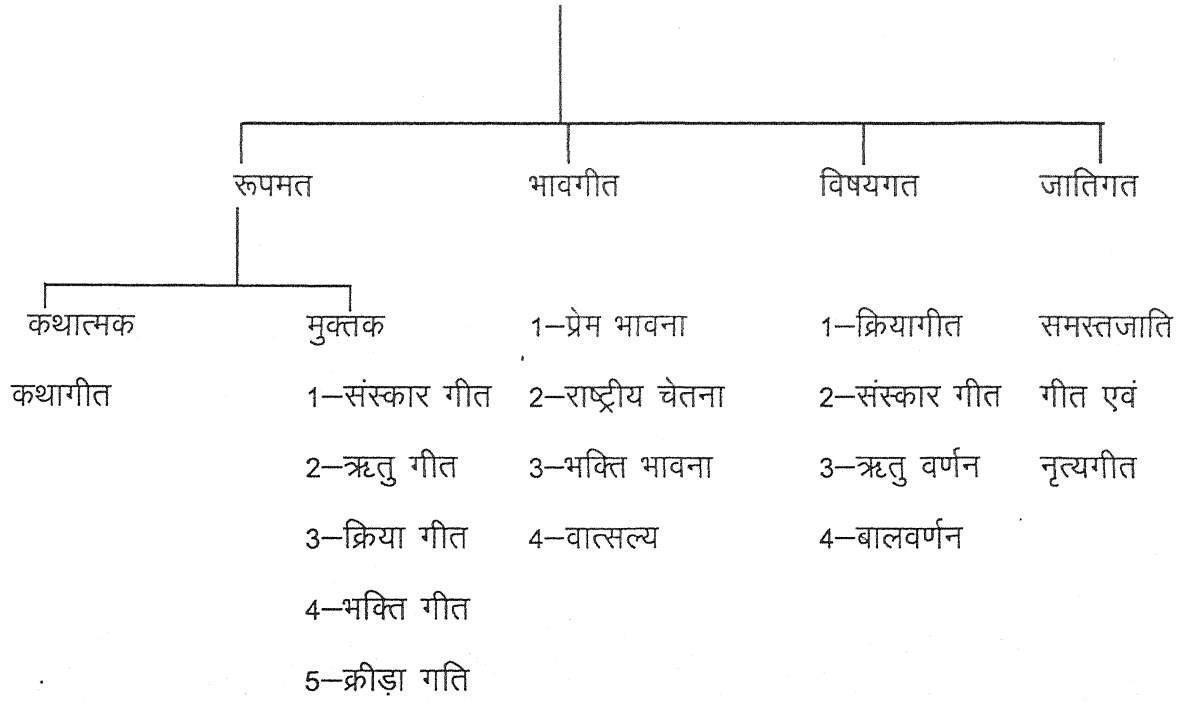 रूपमत भावगीत विषयगत जातिगत
कथात्मक मुक्तक 1–प्रेम भावना 1–क्रियागीत समस्तजाति
कथागीत 1–संस्कार गीत 2–राष्ट्रीय चेतना 2–संस्कार गीत गीत एवं
2–ऋतु गीत 3–भक्ति भावना 3–ऋतु वर्णन नृत्यगीत
3–क्रिया गीत 4–वात्सल्य 4–बालवर्णन
4–भक्ति गीत
5–क्रीड़ा गति